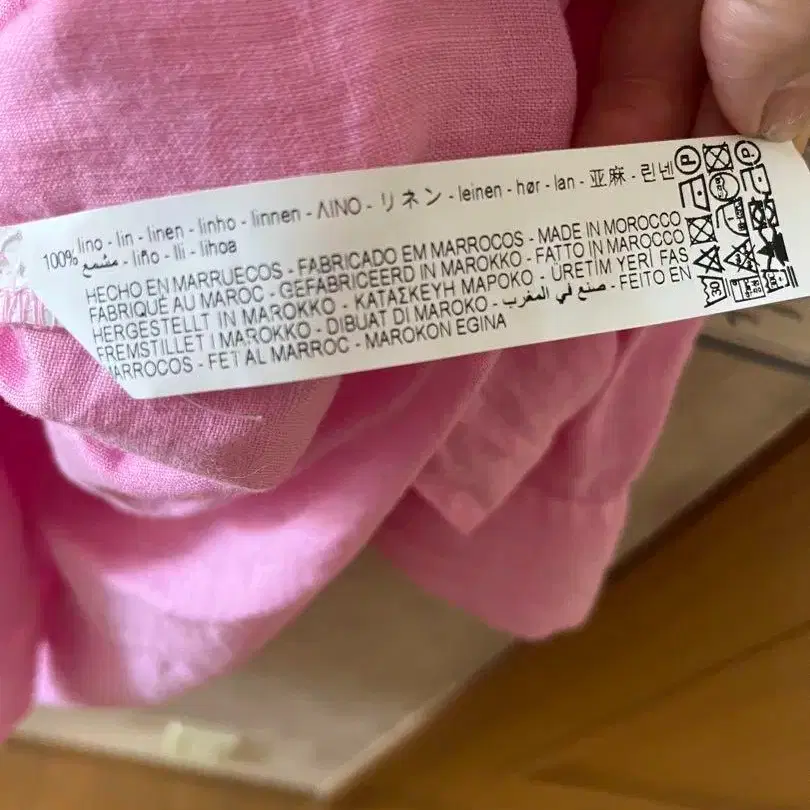 100% lino - lin - linen - linho - linnen - ΛΙΝΟ - リネン - leinen - hør - lan - 亚麻 - 린넨
مشمع - liño - lli - lihoa
HECHO EN MARRUECOS - FABRICADO EM MARROCOS - MADE IN MOROCCO
FABRIQUÉ AU MAROC - GEFABRICEERD IN MAROKKO - FATTO IN MAROCCO
HERGESTELLT IN MAROKKO - ΚΑΤΑΣΚΕΥΗ ΜΑΡΟΚΟ - ÜRETİM YERİ FAS
FREMSTILLET I MAROKKO - DIBUAT DI MAROKO - صنع في المغرب - FEITO EN
MARROCOS - FET AL MARROC - MAROKON EGINA
P
P
30